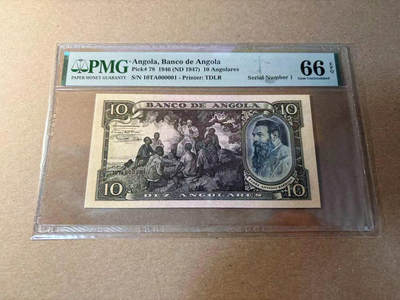 PMG
PAPER MONEY GUARANTY
Angola, Banco de Angola
Pick# 78 1946 (ND 1947) 10 Angolares
S/N 10TA000001 - Printer: TDLR
Serial Number 1
66 EPQ
Gem Uncirculated
10 BANCO DE ANGOLA 10
10 DEZ ANGOLARES 10